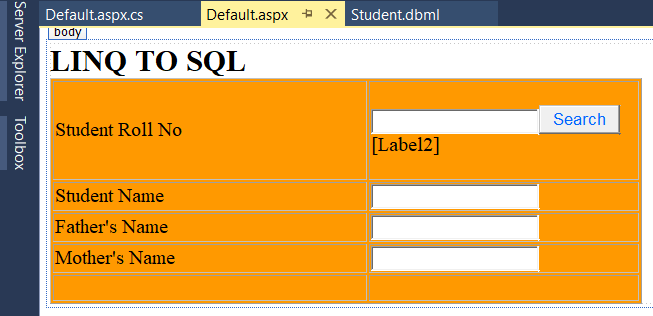 Default.aspx.cs Default.aspx Student.dbml
Server Explorer
Toolbox
body
LINQ TO SQL
Student Roll No
Search
[Label2]
Student Name
Father's Name
Mother's Name